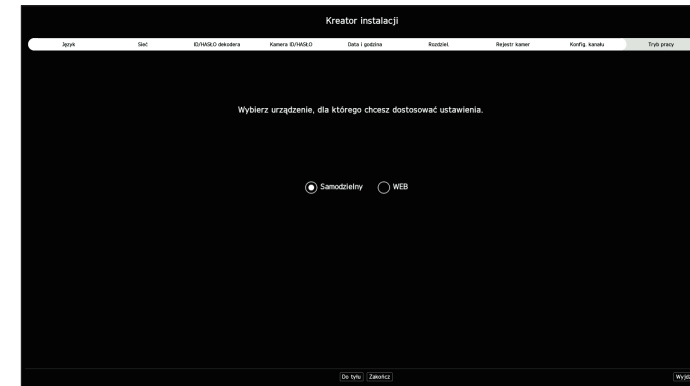 Kreator instalacji
Język Sieć ID/HASŁO dekodera Kamera ID/HASŁO Data i godzina Rozdziel. Rejestr kamer Konfig. kanału Tryb pracy
Wybierz urządzenie, dla którego chcesz dostosować ustawienia.
Samodzielny WEB
Do tyłu Zakończ